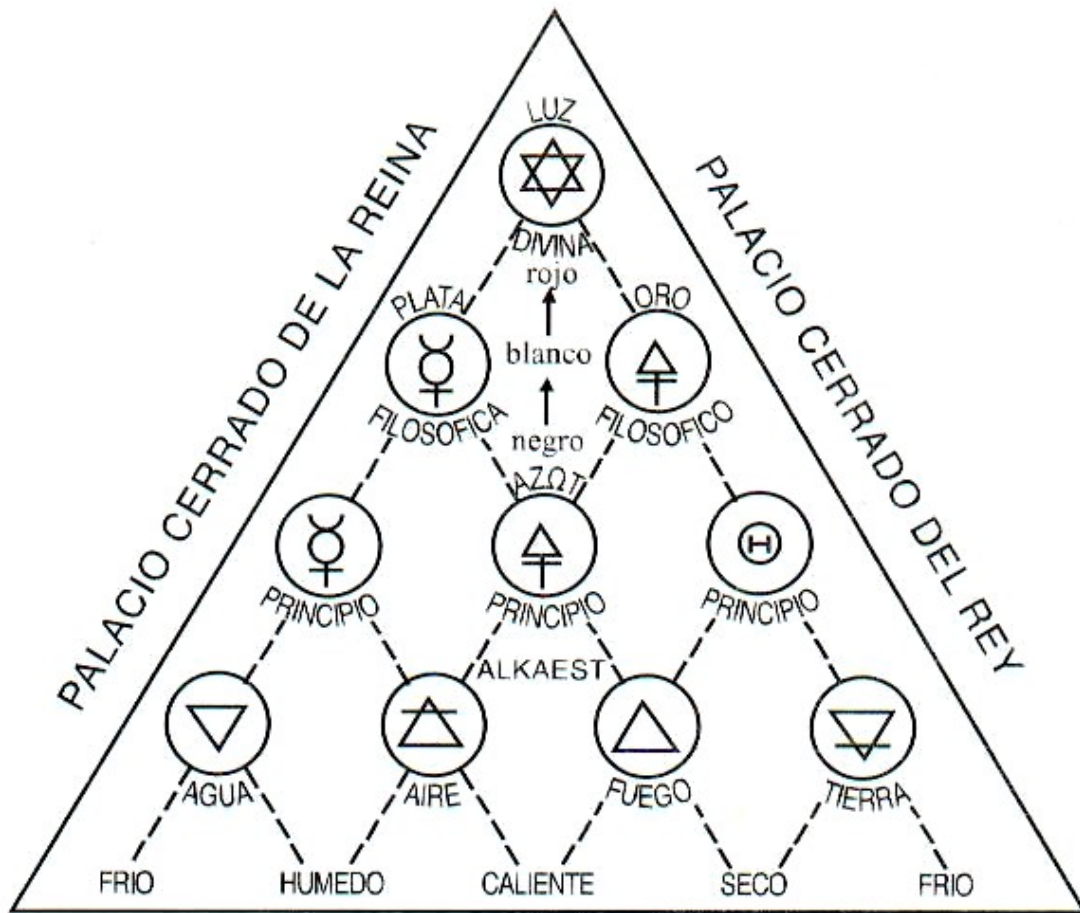 PALACIO CERRADO DE LA REINA
PALACIO CERRADO DEL REY
LUZ
DIVINA
rojo
PLATA
ORO
blanco
FILOSOFICA
FILOSOFICO
negro
AZΩT
PRINCIPIO
PRINCIPIO
PRINCIPIO
ALKAEST
AGUA
AIRE
FUEGO
TIERRA
FRIO
HUMEDO
CALIENTE
SECO
FRIO